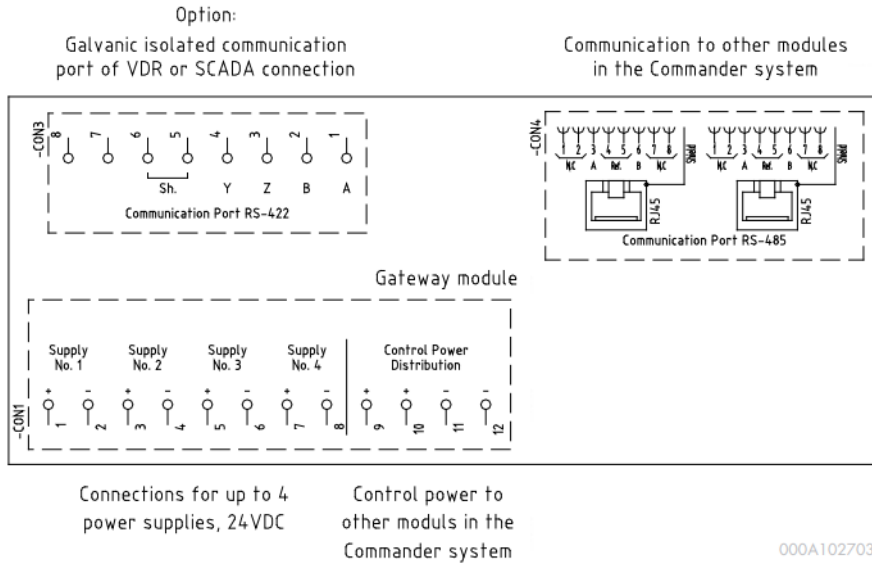 Option:
Galvanic isolated communication
port of VDR or SCADA connection
Communication to other modules
in the Commander system
-CON3
8 7 6 5 4 3 2 1
Sh. Y Z B A
Communication Port RS-422
-CON4
1 2 3 4 5 6 7 8 Shield 1 2 3 4 5 6 7 8 Shield
N.C A Ref. B N.C N.C A Ref. B N.C
RJ45 RJ45
Communication Port RS-485
Gateway module
Supply Supply Supply Supply Control Power
No. 1 No. 2 No. 3 No. 4 Distribution
+ - + - + - + - + + - -
-CON1
1 2 3 4 5 6 7 8 9 10 11 12
Connections for up to 4
power supplies, 24VDC
Control power to
other moduls in the
Commander system
000A102703